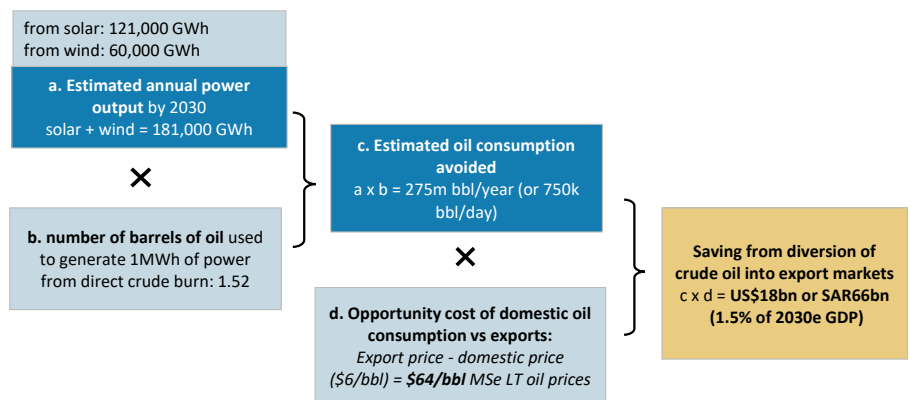 from solar: 121,000 GWh
from wind: 60,000 GWh
a. Estimated annual power
output by 2030
solar + wind = 181,000 GWh
×
b. number of barrels of oil used
to generate 1MWh of power
from direct crude burn: 1.52
c. Estimated oil consumption
avoided
a x b = 275m bbl/year (or 750k
bbl/day)
×
d. Opportunity cost of domestic oil
consumption vs exports:
Export price - domestic price
($6/bbl) = $64/bbl MSe LT oil prices
Saving from diversion of
crude oil into export markets
c x d = US$18bn or SAR66bn
(1.5% of 2030e GDP)